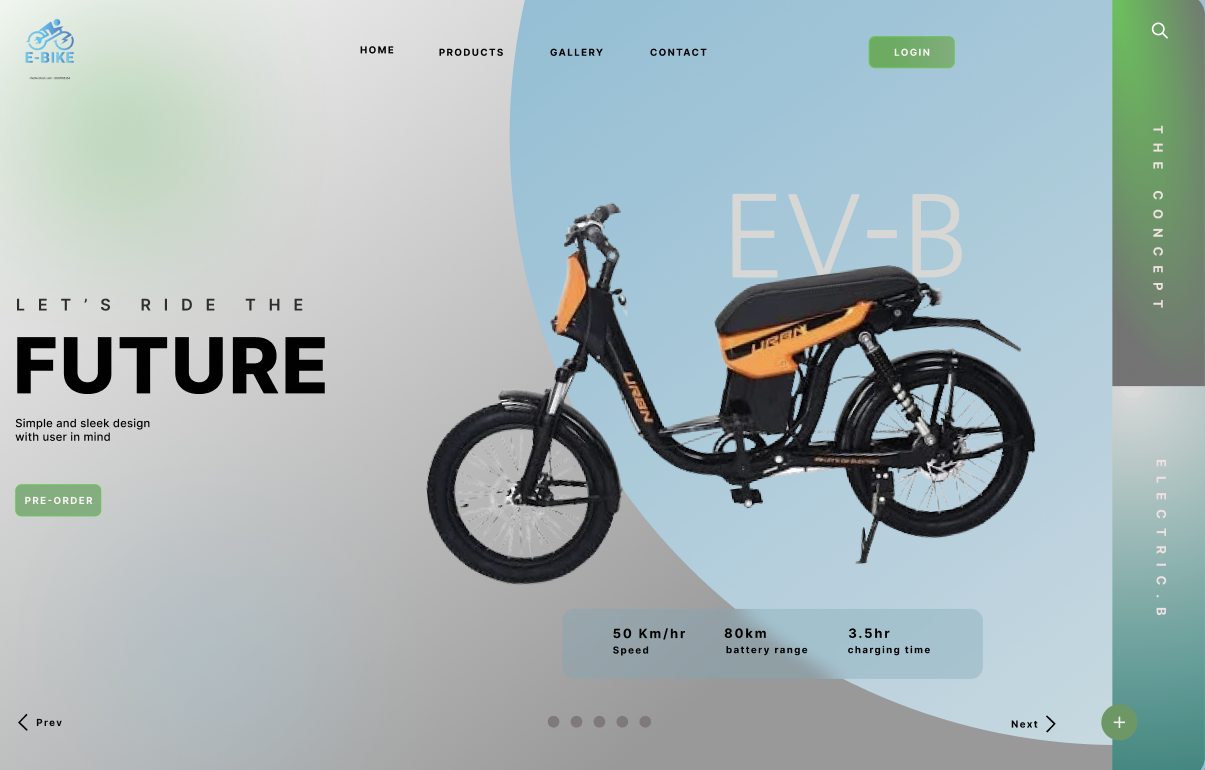 E-BIKE
HOME
PRODUCTS
GALLERY
CONTACT
LOGIN
THE CONCEPT
EV-B
LET'S RIDE THE
FUTURE
Simple and sleek design
with user in mind
PRE-ORDER
URBN
URBN
ELECTRIC.B
50 Km/hr
80km
3.5hr
Speed
battery range
charging time
Prev
Next
+